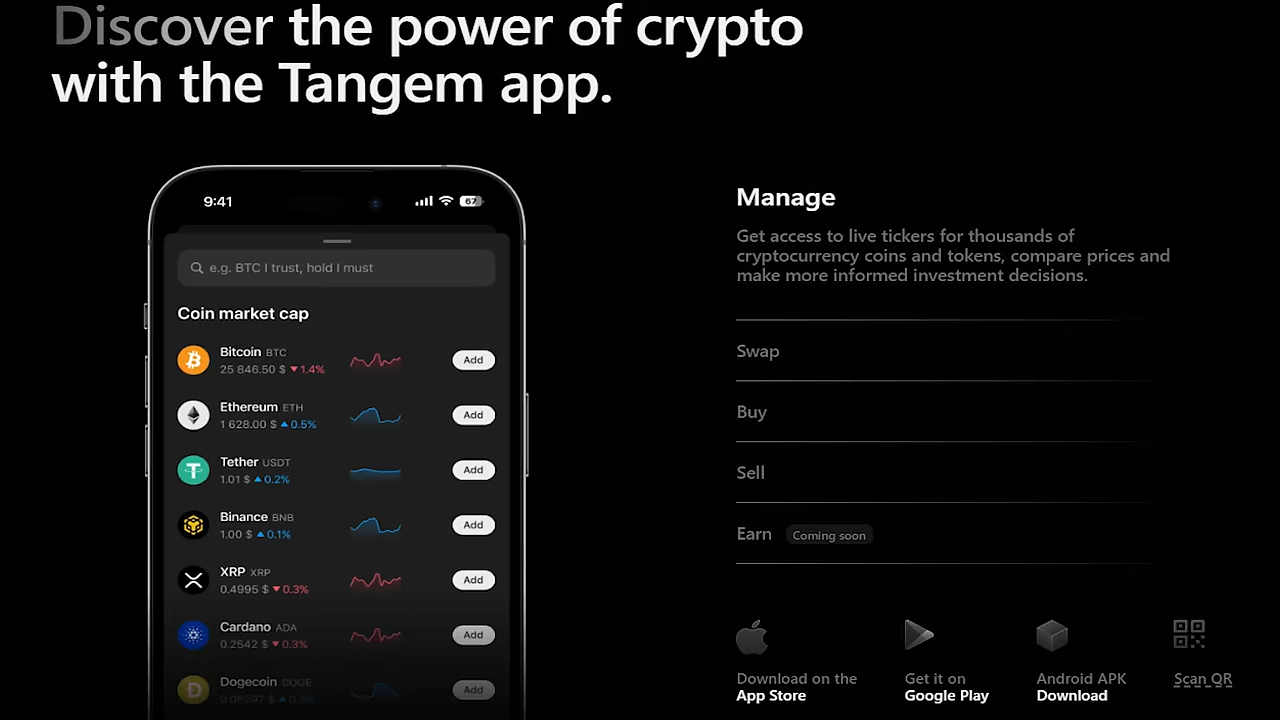 Discover the power of crypto
with the Tangem app.
9:41
67
e.g. BTC I trust, hold I must
Coin market cap
Bitcoin BTC
25 846.50 $ ▼1.4%
Add
Ethereum ETH
1 628.00 $ ▲0.5%
Add
Tether USDT
1.01 $ ▲0.2%
Add
Binance BNB
1.00 $ ▲0.1%
Add
XRP XRP
0.4995 $ ▼0.3%
Add
Cardano ADA
0.2542 $ ▼0.3%
Add
Dogecoin DOGE
Add
Manage
Get access to live tickers for thousands of
cryptocurrency coins and tokens, compare prices and
make more informed investment decisions.
Swap
Buy
Sell
Earn Coming soon
Download on the
App Store
Get it on
Google Play
Android APK
Download
Scan QR